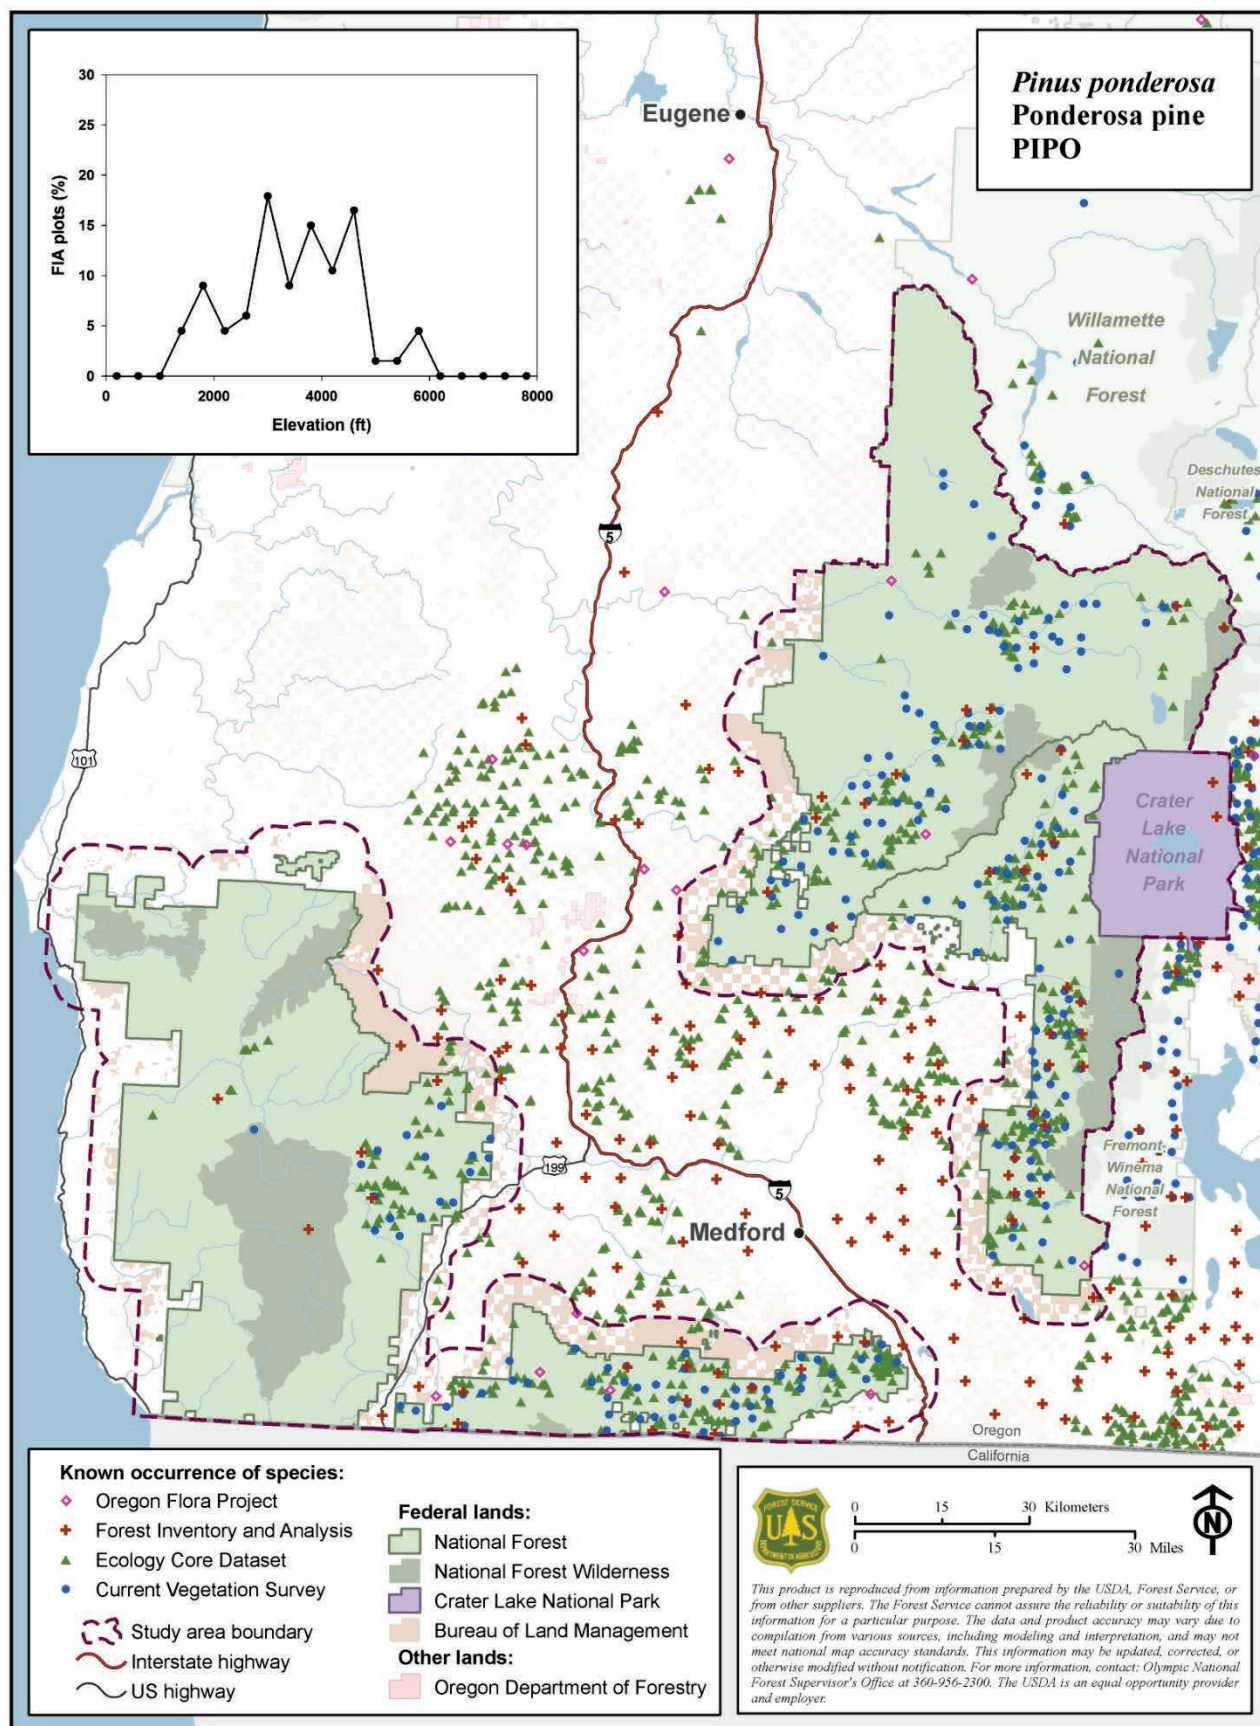 Pinus ponderosa
Ponderosa pine
PIPO
30
25
20
15
10
5
0
FIA plots (%)
0 2000 4000 6000 8000
Elevation (ft)
Eugene
Willamette
National
Forest
Deschutes
National
Forest
5
101
Crater
Lake
National
Park
199
5
Medford
Fremont-
Winema
National
Forest
Oregon
California
Known occurrence of species:
Oregon Flora Project
Forest Inventory and Analysis
Ecology Core Dataset
Current Vegetation Survey
Study area boundary
Interstate highway
US highway
Federal lands:
National Forest
National Forest Wilderness
Crater Lake National Park
Bureau of Land Management
Other lands:
Oregon Department of Forestry
FOREST SERVICE
U S
DEPARTMENT OF AGRICULTURE
0 15 30 Kilometers
0 15 30 Miles
N
This product is reproduced from information prepared by the USDA, Forest Service, or
from other suppliers. The Forest Service cannot assure the reliability or suitability of this
information for a particular purpose. The data and product accuracy may vary due to
compilation from various sources, including modeling and interpretation, and may not
meet national map accuracy standards. This information may be updated, corrected, or
otherwise modified without notification. For more information, contact: Olympic National
Forest Supervisor's Office at 360-956-2300. The USDA is an equal opportunity provider
and employer.